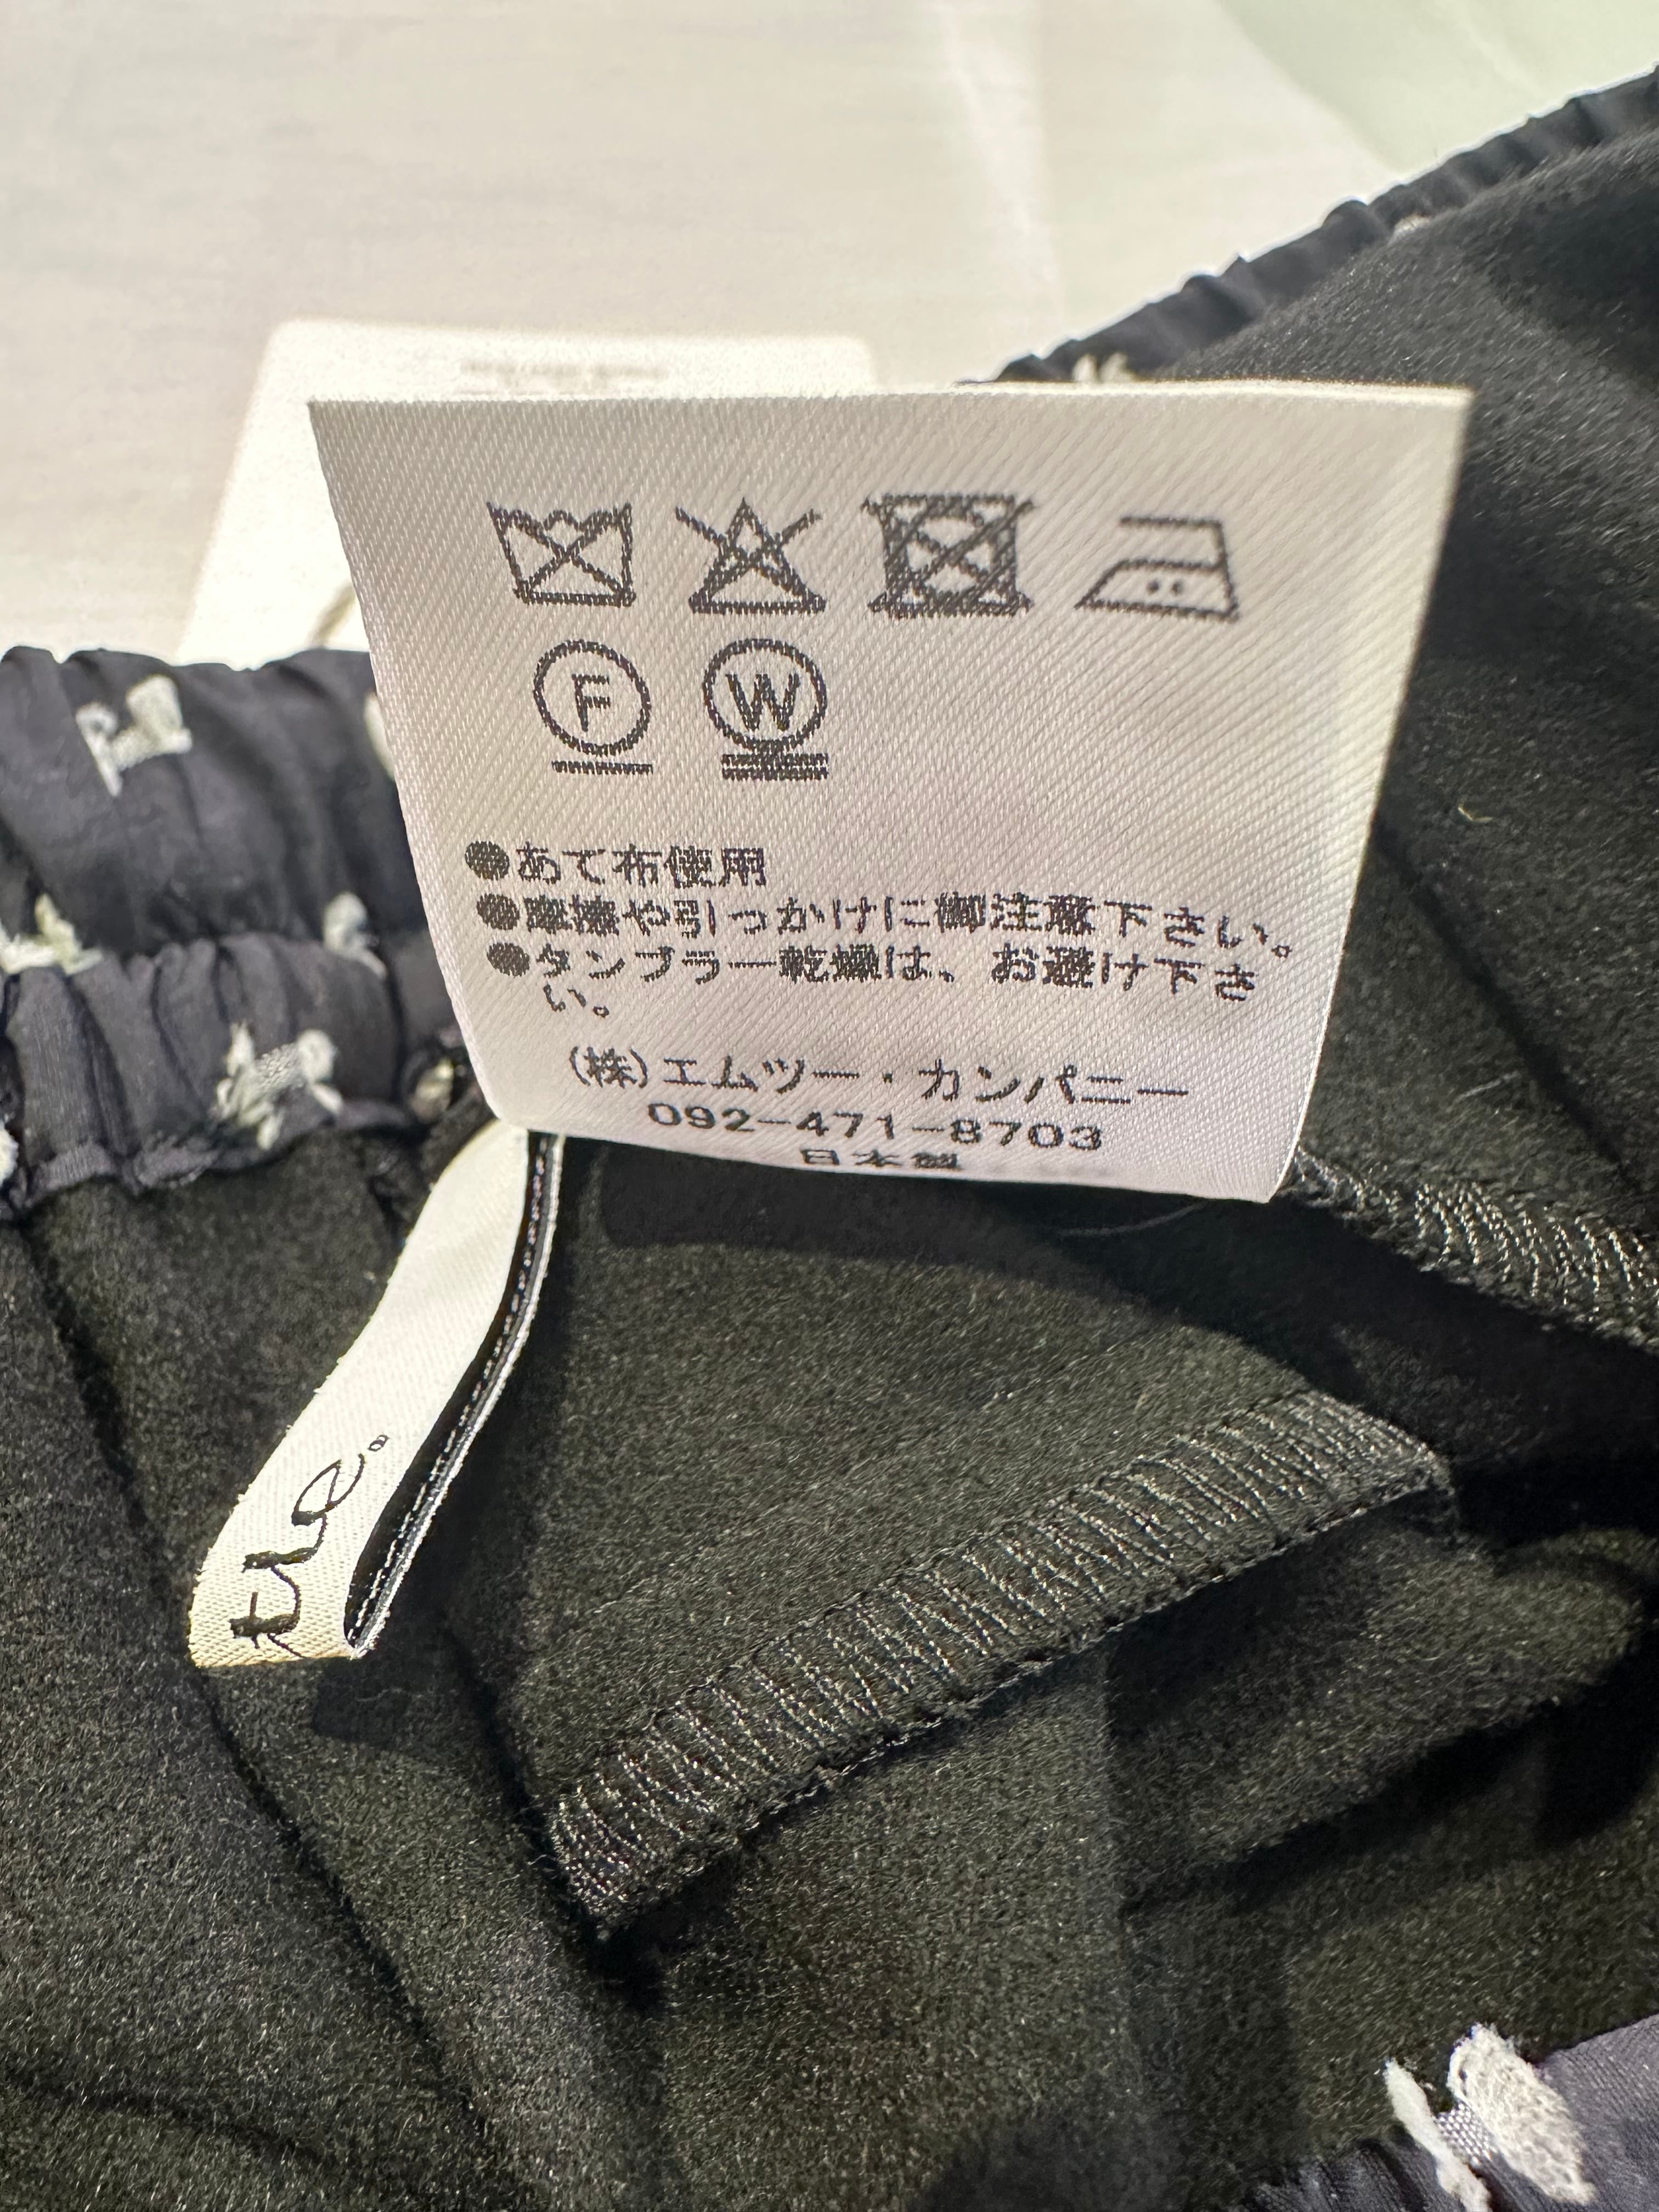 F W
●あて布使用
●摩擦や引っかけに御注意下さい。
●タンブラー乾燥は、お避け下さ
い。
(株)エムツー・カンパニー
092-471-8703
日本製